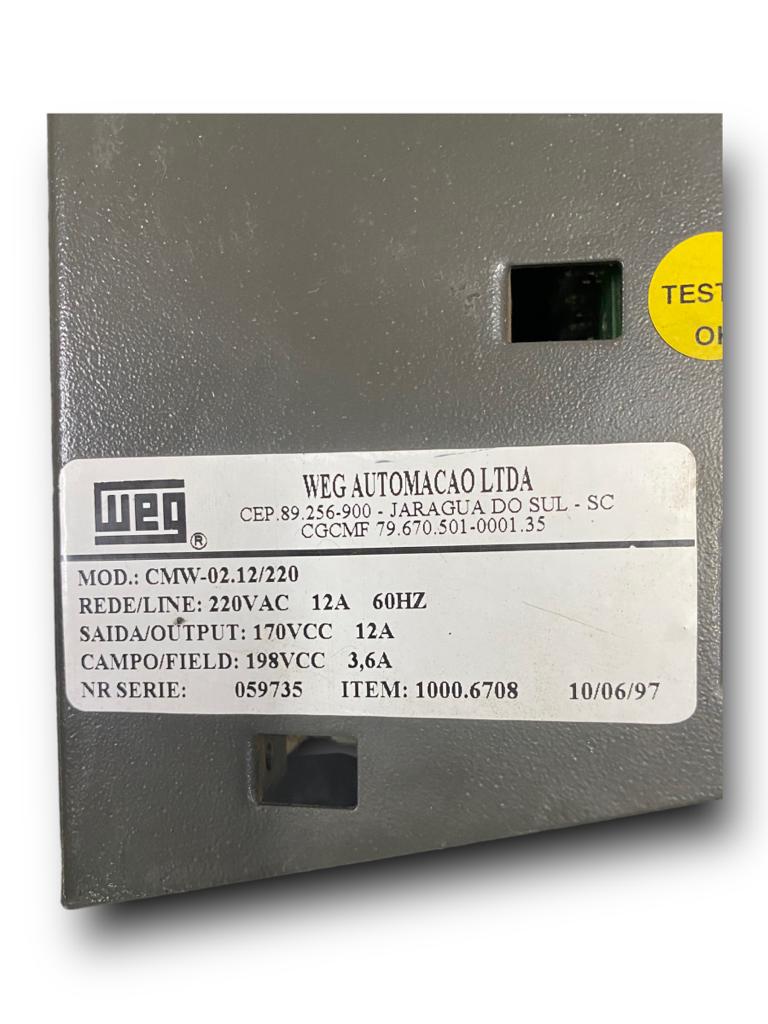 TEST
WEG AUTOMACAO LTDA
CEP.89.256-900 - JARAGUA DO SUL - SC
CGCMF 79.670.501-0001.35
weg ®
MOD.: CMW-02.12/220
REDE/LINE: 220VAC 12A 60HZ
SAIDA/OUTPUT: 170VCC 12A
CAMPO/FIELD: 198VCC 3,6A
NR SERIE: 059735 ITEM: 1000.6708 10/06/97